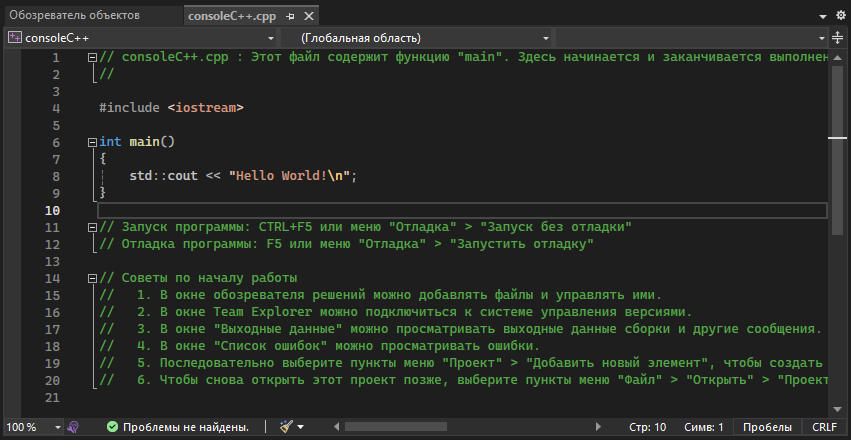 Обозреватель объектов consoleC++.cpp
consoleC++ (Глобальная область)
1 // consoleC++.cpp : Этот файл содержит функцию "main". Здесь начинается и заканчивается выполнен
2 //
3
4 #include <iostream>
5
6 int main()
7 {
8 std::cout << "Hello World!\n";
9 }
10
11 // Запуск программы: CTRL+F5 или меню "Отладка" > "Запуск без отладки"
12 // Отладка программы: F5 или меню "Отладка" > "Запустить отладку"
13
14 // Советы по началу работы
15 // 1. В окне обозревателя решений можно добавлять файлы и управлять ими.
16 // 2. В окне Team Explorer можно подключиться к системе управления версиями.
17 // 3. В окне "Выходные данные" можно просматривать выходные данные сборки и другие сообщения.
18 // 4. В окне "Список ошибок" можно просматривать ошибки.
19 // 5. Последовательно выберите пункты меню "Проект" > "Добавить новый элемент", чтобы создать
20 // 6. Чтобы снова открыть этот проект позже, выберите пункты меню "Файл" > "Открыть" > "Проект
21
100 % Проблемы не найдены. Стр: 10 Симв: 1 Пробелы CRLF